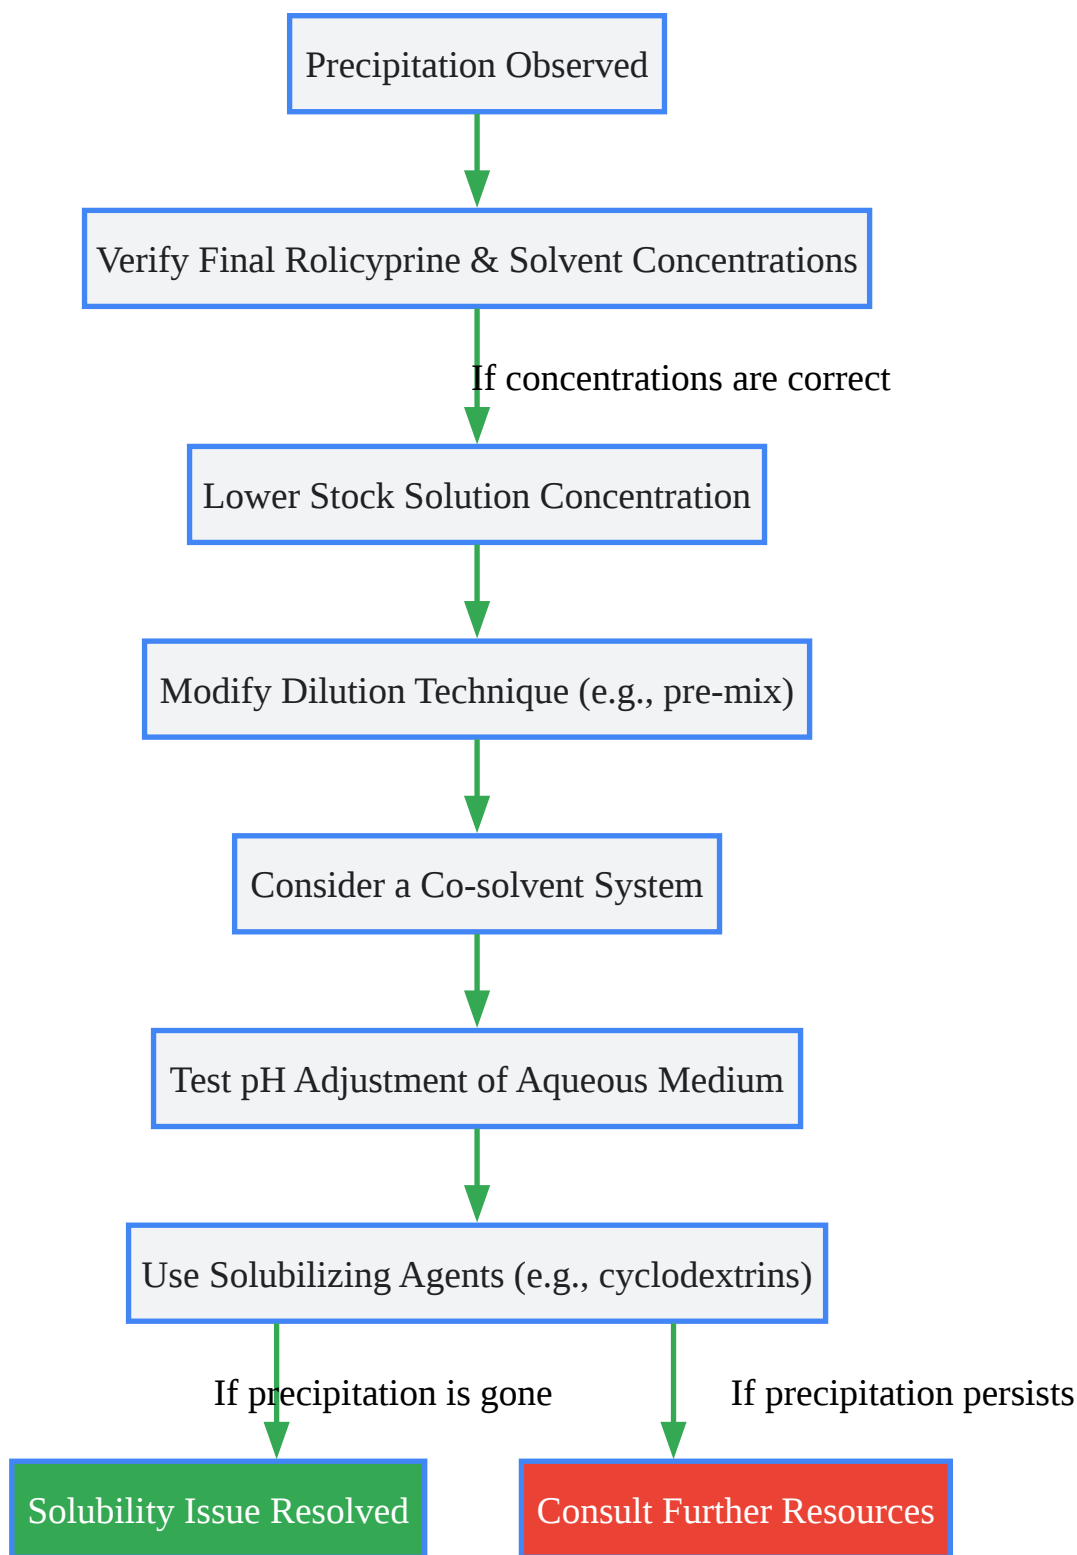 Precipitation Observed
Verify Final Rolicyprine & Solvent Concentrations
If concentrations are correct
Lower Stock Solution Concentration
Modify Dilution Technique (e.g., pre-mix)
Consider a Co-solvent System
Test pH Adjustment of Aqueous Medium
Use Solubilizing Agents (e.g., cyclodextrins)
If precipitation is gone
If precipitation persists
Solubility Issue Resolved
Consult Further Resources